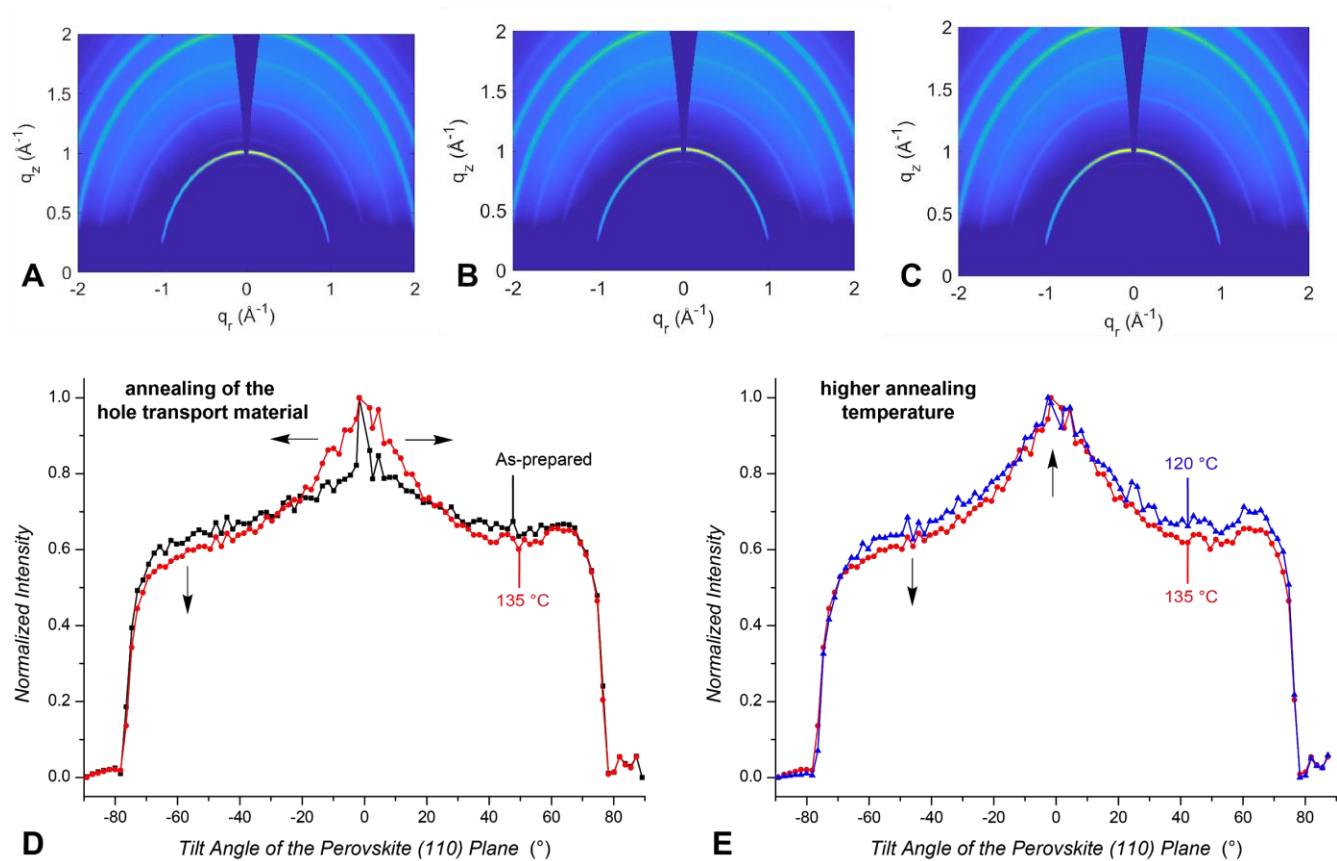 2
1.5
1
0.5
0
q_z (Å⁻¹)
A
-2
-1
0
1
2
q_r (Å⁻¹)
2
1.5
1
0.5
0
q_z (Å⁻¹)
B
-2
-1
0
1
2
q_r (Å⁻¹)
2
1.5
1
0.5
0
q_z (Å⁻¹)
C
-2
-1
0
1
2
q_r (Å⁻¹)
annealing of the
hole transport material
As-prepared
135 °C
Normalized Intensity
1.0
0.8
0.6
0.4
0.2
0.0
-80
-60
-40
-20
0
20
40
60
80
D
Tilt Angle of the Perovskite (110) Plane (°)
higher annealing
temperature
120 °C
135 °C
Normalized Intensity
1.0
0.8
0.6
0.4
0.2
0.0
-80
-60
-40
-20
0
20
40
60
80
E
Tilt Angle of the Perovskite (110) Plane (°)